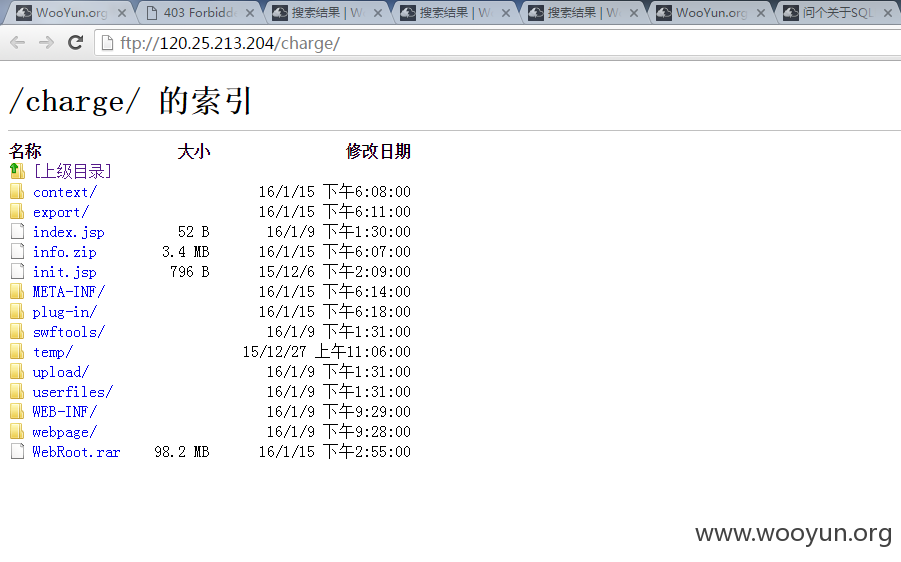 WooYun.org
403 Forbidde
搜索结果 | W
搜索结果 | W
搜索结果 | W
WooYun.org
问个关于SQL
ftp://120.25.213.204/charge/
/charge/ 的索引
名称 大小 修改日期
[上级目录]
context/ 16/1/15 下午6:08:00
export/ 16/1/15 下午6:11:00
index.jsp 52 B 16/1/9 下午1:30:00
info.zip 3.4 MB 16/1/15 下午6:07:00
init.jsp 796 B 15/12/6 下午2:09:00
META-INF/ 16/1/15 下午6:14:00
plug-in/ 16/1/15 下午6:18:00
swftools/ 16/1/9 下午1:31:00
temp/ 15/12/27 上午11:06:00
upload/ 16/1/9 下午1:31:00
userfiles/ 16/1/9 下午1:31:00
WEB-INF/ 16/1/9 下午9:29:00
webpage/ 16/1/9 下午9:28:00
WebRoot.rar 98.2 MB 16/1/15 下午2:55:00
www.wooyun.org